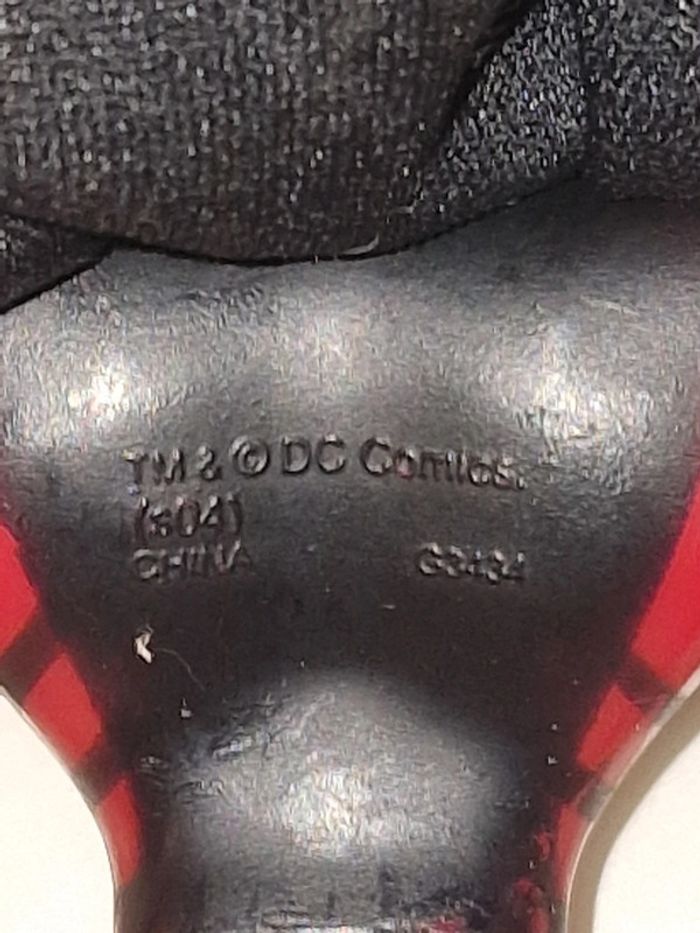 TM & © DC Comics.
(s04)
CHINA G3434